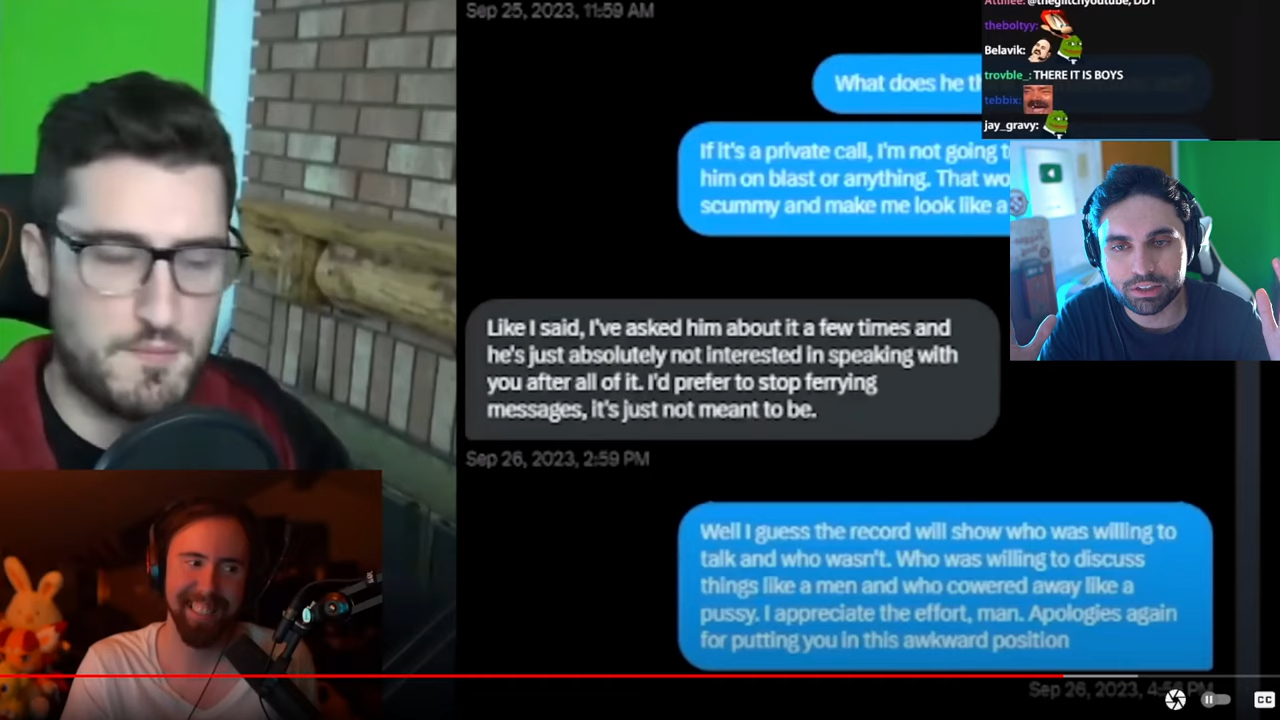 Sep 25, 2023, 11:59 AM
What does he th
If it's a private call, I'm not going t
him on blast or anything. That wo
scummy and make me look like a
Like I said, I've asked him about it a few times and
he's just absolutely not interested in speaking with
you after all of it. I'd prefer to stop ferrying
messages, it's just not meant to be.
Sep 26, 2023, 2:59 PM
Well I guess the record will show who was willing to
talk and who wasn't. Who was willing to discuss
things like a men and who cowered away like a
pussy. I appreciate the effort, man. Apologies again
for putting you in this awkward position
Sep 26, 2023, 4:5
@theglitchyoutube, DDT
theboltyy:
Belavik:
trovble_: THERE IT IS BOYS
tebbix:
jay_gravy:
CC